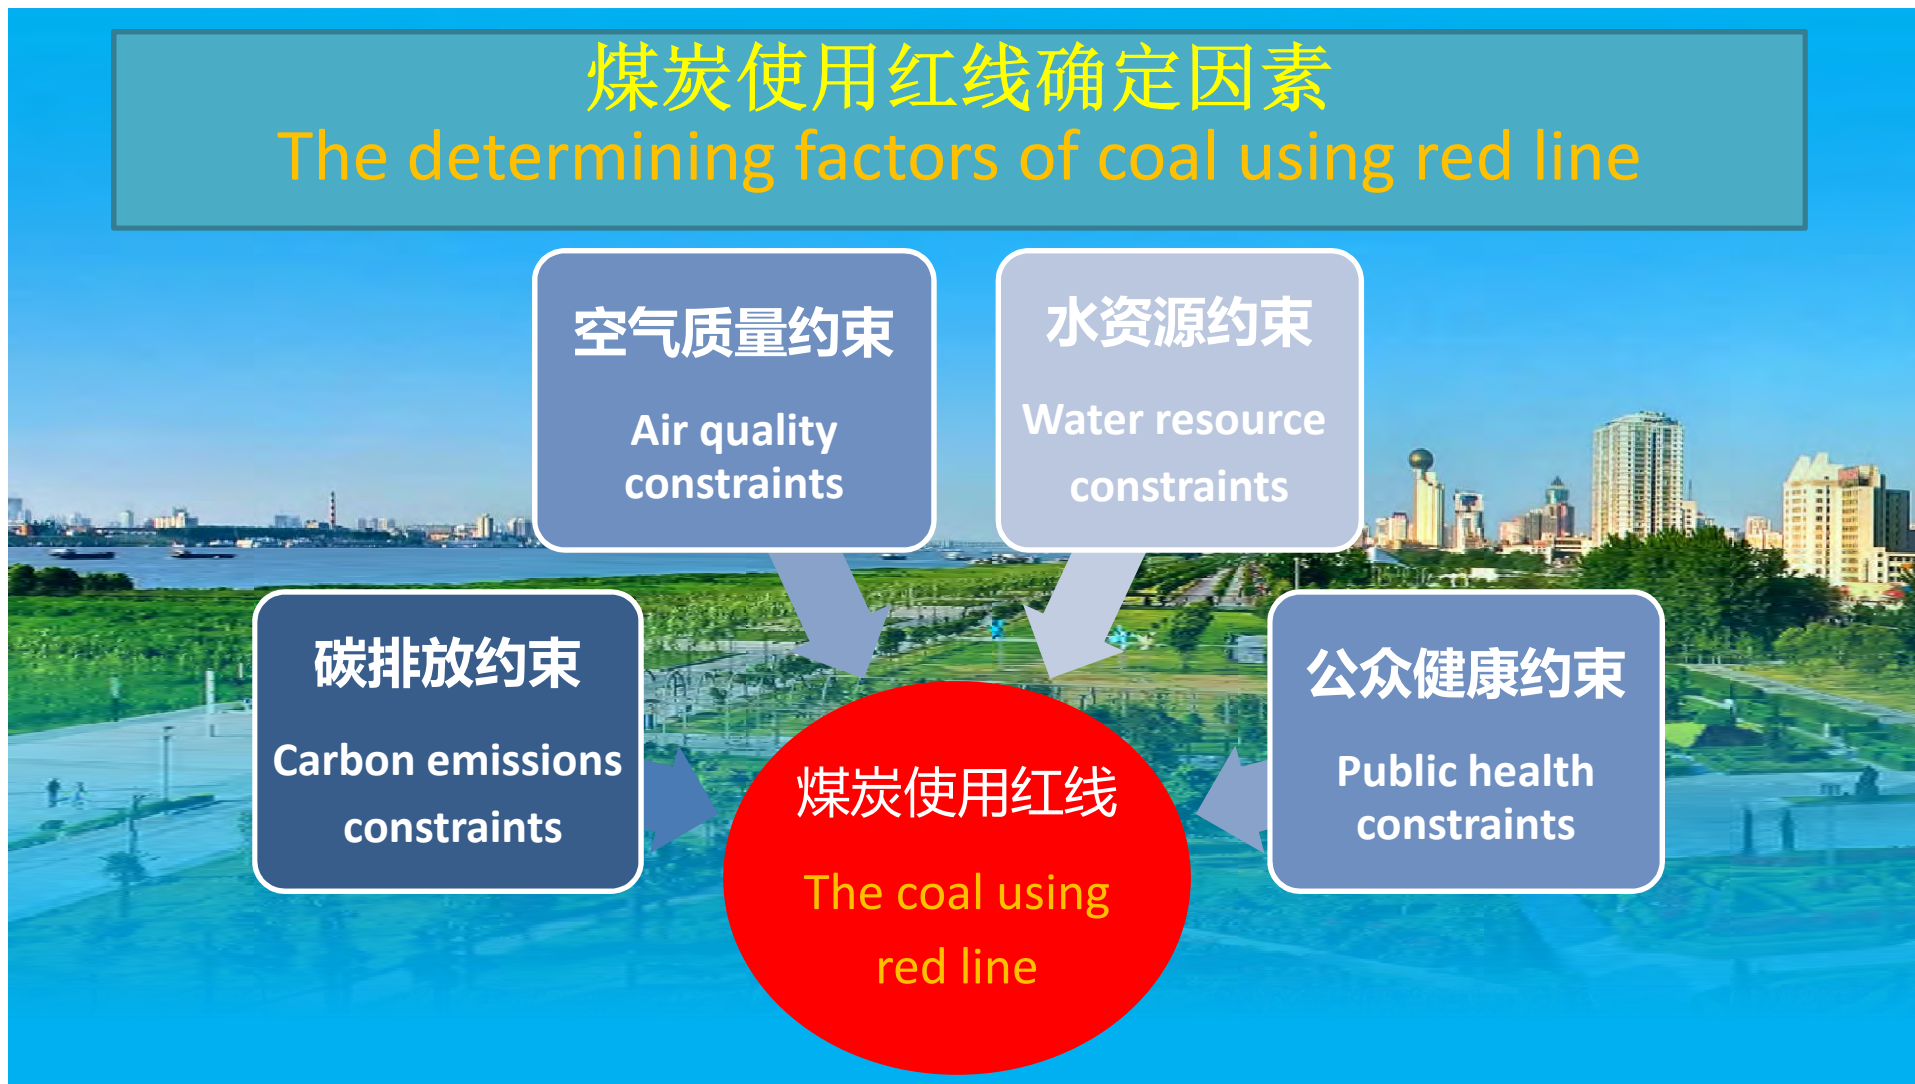 煤炭使用红线确定因素
The determining factors of coal using red line
空气质量约束
Air quality
constraints
水资源约束
Water resource
constraints
碳排放约束
Carbon emissions
constraints
公众健康约束
Public health
constraints
煤炭使用红线
The coal using
red line